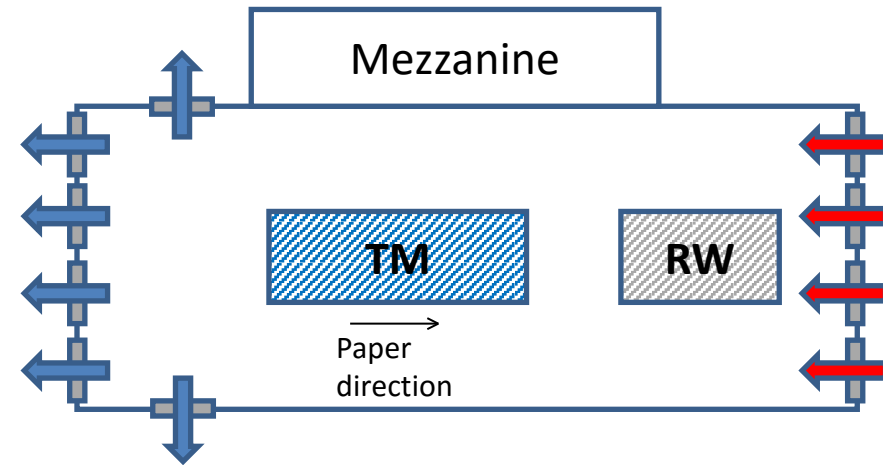 Mezzanine
TM
RW
Paper
direction